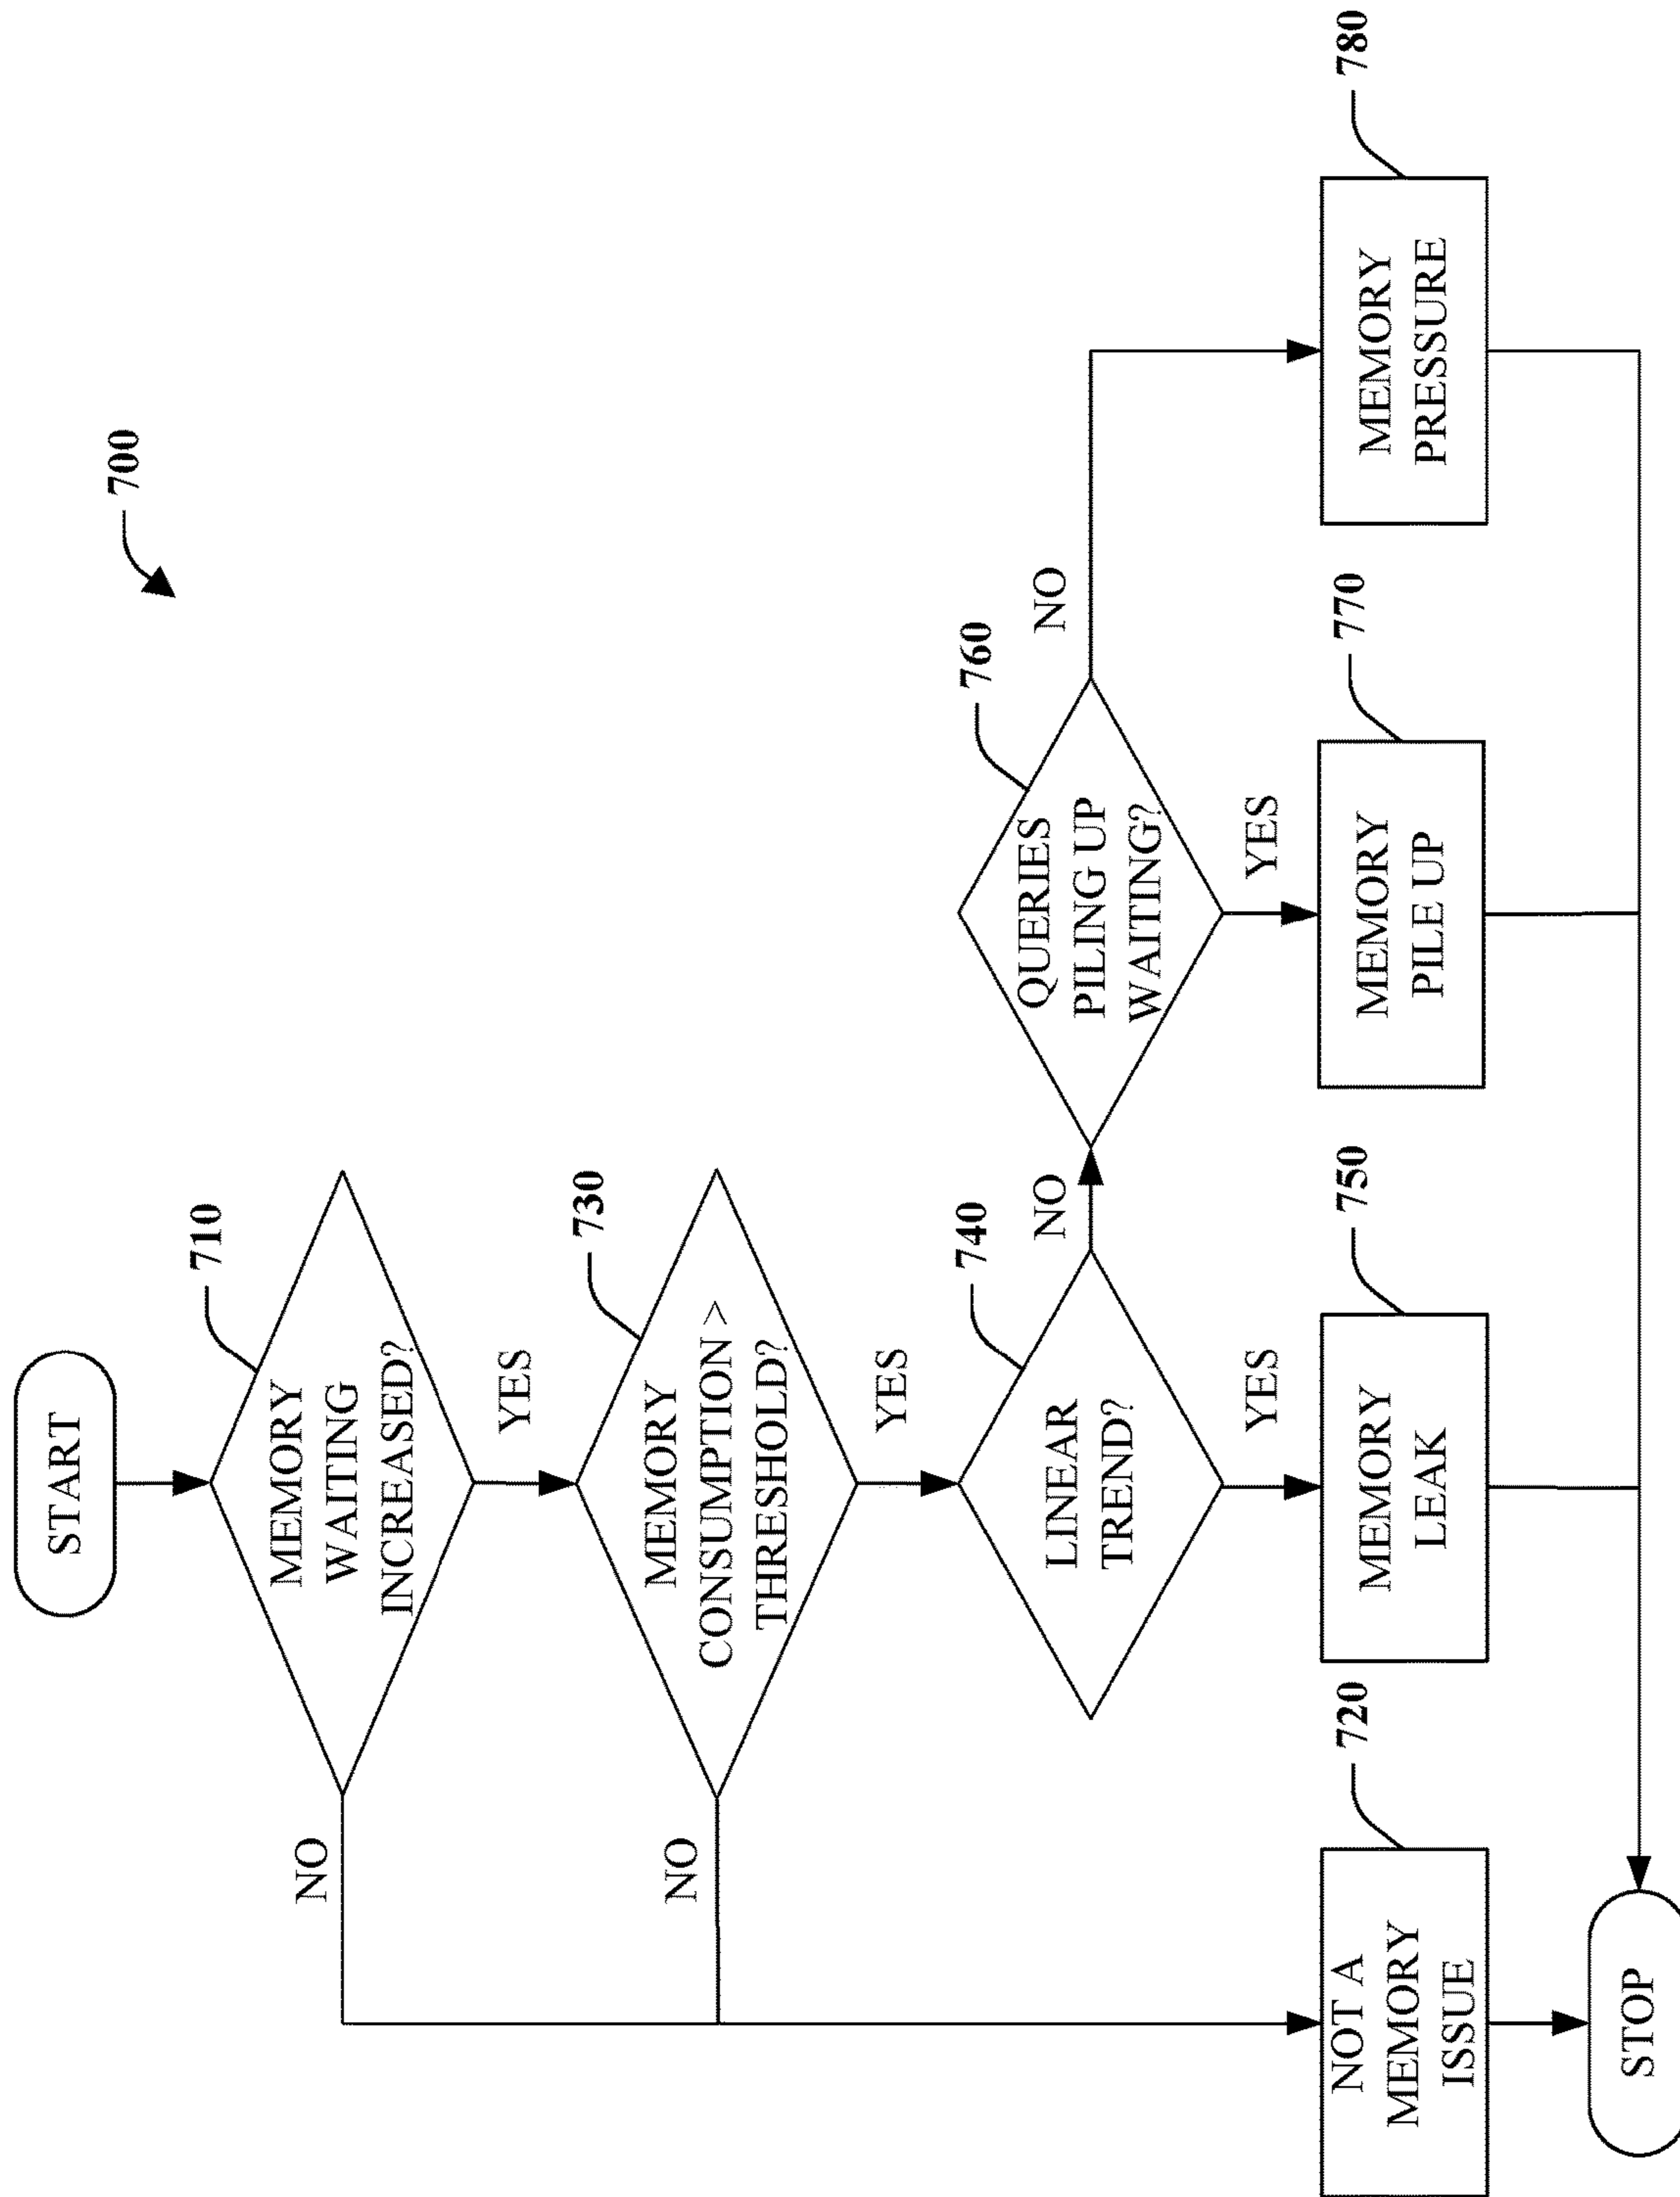 700
START
710
MEMORY
WAITING
INCREASED?
NO
YES
730
MEMORY
CONSUMPTION >
THRESHOLD?
NO
YES
740
LINEAR
TREND?
NO
YES
760
QUERIES
PILING UP
WAITING?
NO
YES
720
NOT A
MEMORY
ISSUE
750
MEMORY
LEAK
770
MEMORY
PILE UP
780
MEMORY
PRESSURE
STOP